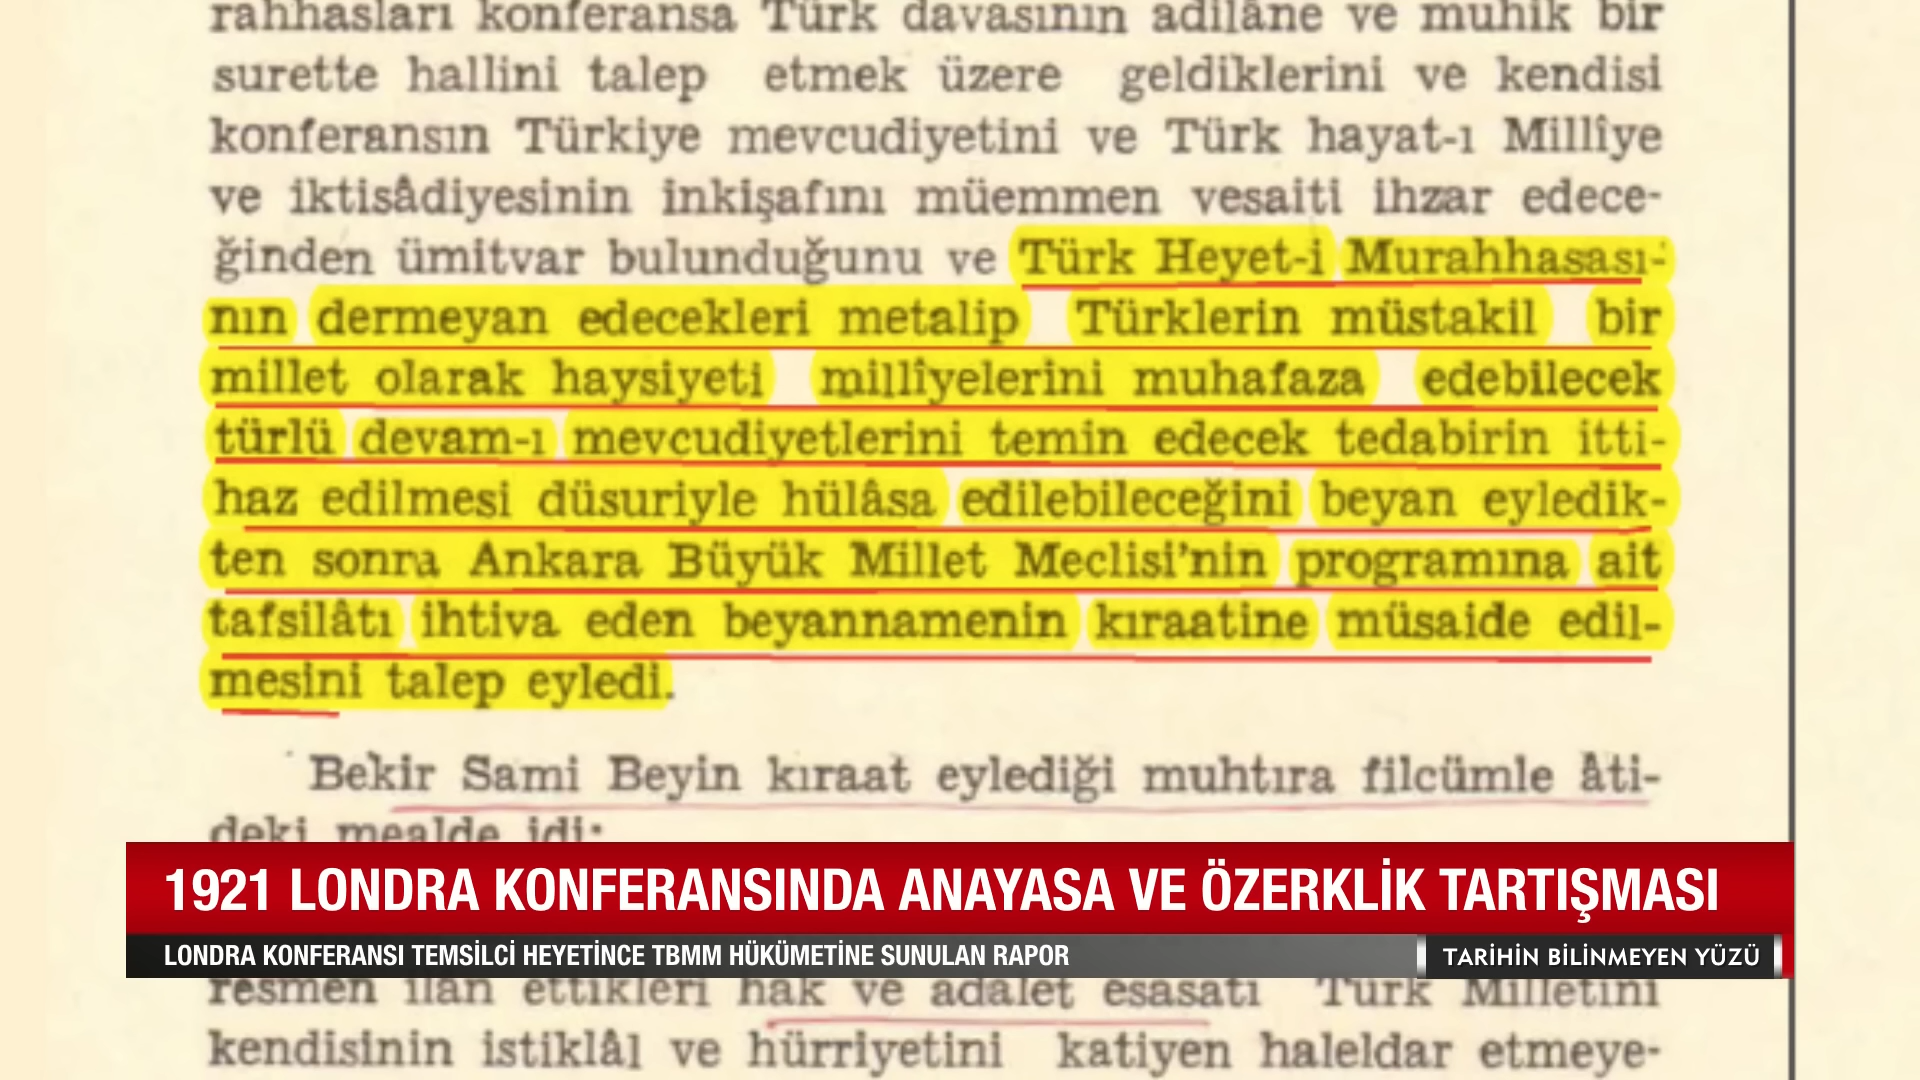 rahhasları konferansa Türk davasının adilâne ve muhik bir
surette hallini talep etmek üzere geldiklerini ve kendisi
konferansın Türkiye mevcudiyetini ve Türk hayat-ı Millîye
ve iktisâdiyesinin inkişafını müemmen vesaiti ihzar edece-
ğinden ümitvar bulunduğunu ve Türk Heyet-i Murahhasası-
nın dermeyan edecekleri metalip Türklerin müstakil bir
millet olarak haysiyeti millîyelerini muhafaza edebilecek
türlü devam-ı mevcudiyetlerini temin edecek tedabirin itti-
haz edilmesi düsuriyle hülâsa edilebileceğini beyan eyledik-
ten sonra Ankara Büyük Millet Meclisi'nin programına ait
tafsilâtı ihtiva eden beyannamenin kıraatine müsaide edil-
mesini talep eyledi.
Bekir Sami Beyin kıraat eylediği muhtıra filcümle âti-
deki mealde idi:
1921 LONDRA KONFERANSINDA ANAYASA VE ÖZERKLİK TARTIŞMASI
LONDRA KONFERANSI TEMSİLCİ HEYETİNCE TBMM HÜKÜMETİNE SUNULAN RAPOR
TARİHİN BİLİNMEYEN YÜZÜ
resmen ilan ettikleri hak ve adalet esasatı Türk Milletini
kendisinin istiklâl ve hürriyetini katiyen haleldar etmeye-